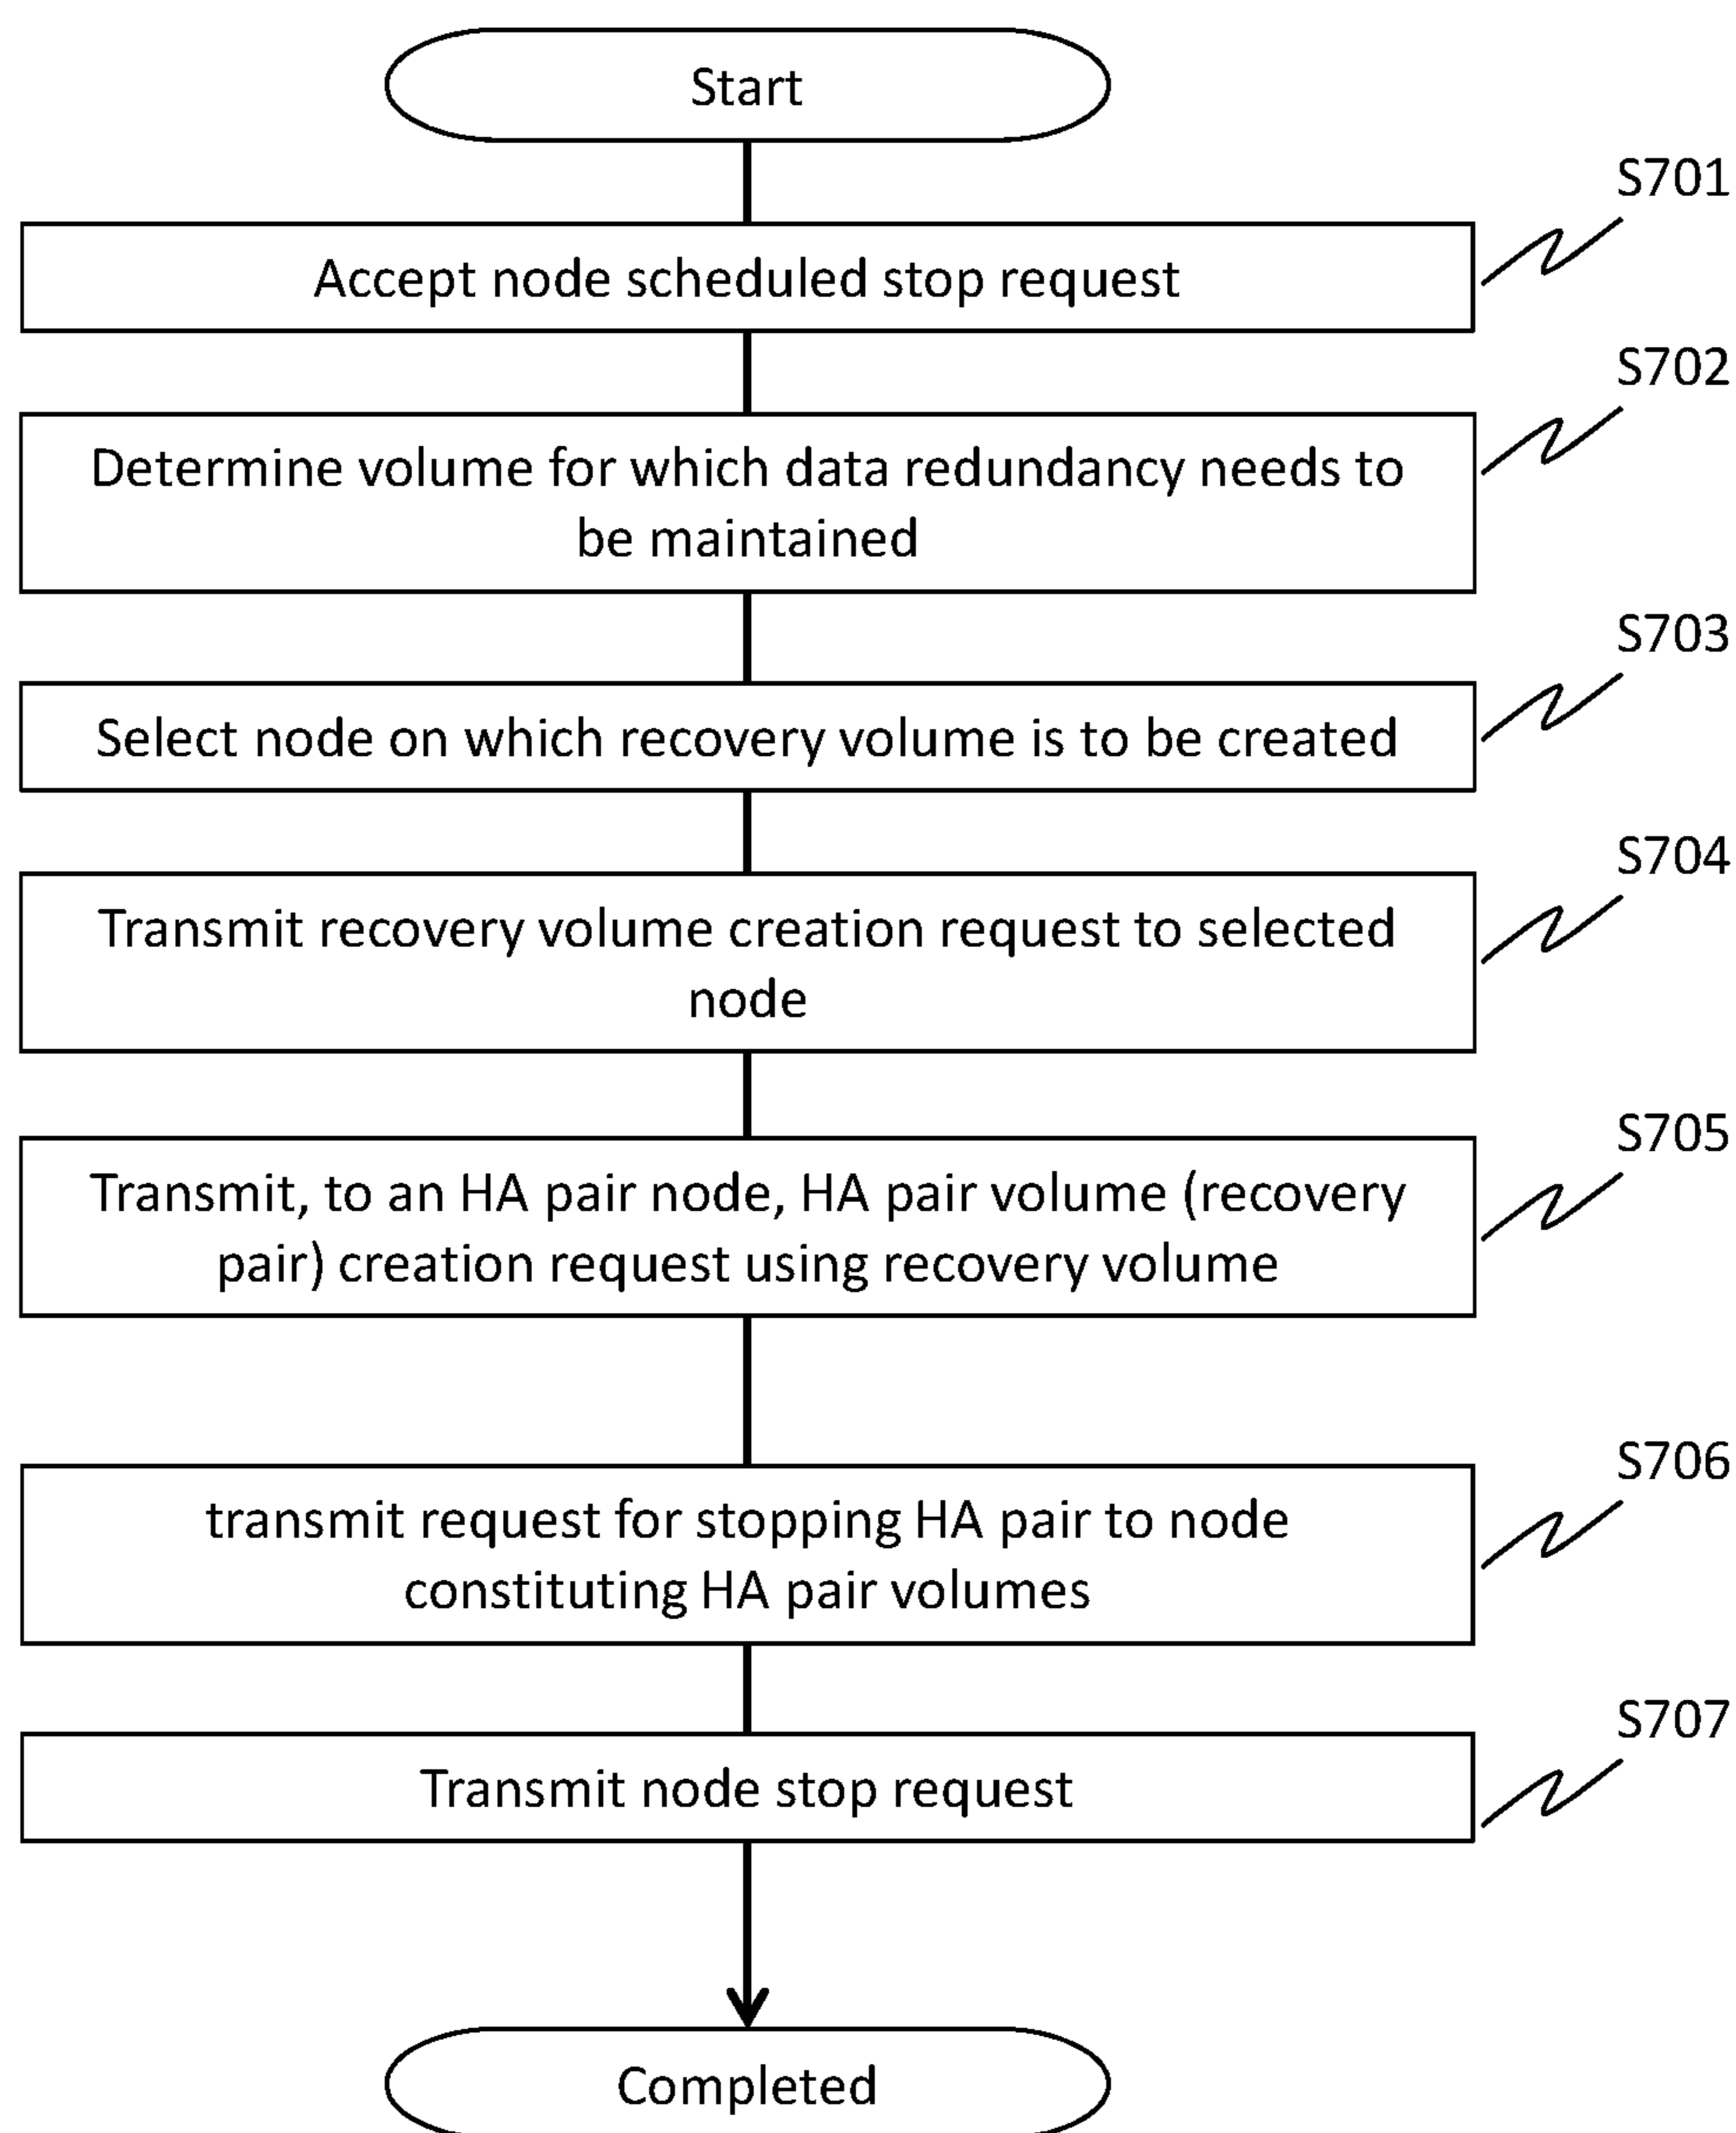 Start
S701
Accept node scheduled stop request
S702
Determine volume for which data redundancy needs to
be maintained
S703
Select node on which recovery volume is to be created
S704
Transmit recovery volume creation request to selected
node
S705
Transmit, to an HA pair node, HA pair volume (recovery
pair) creation request using recovery volume
S706
transmit request for stopping HA pair to node
constituting HA pair volumes
S707
Transmit node stop request
Completed